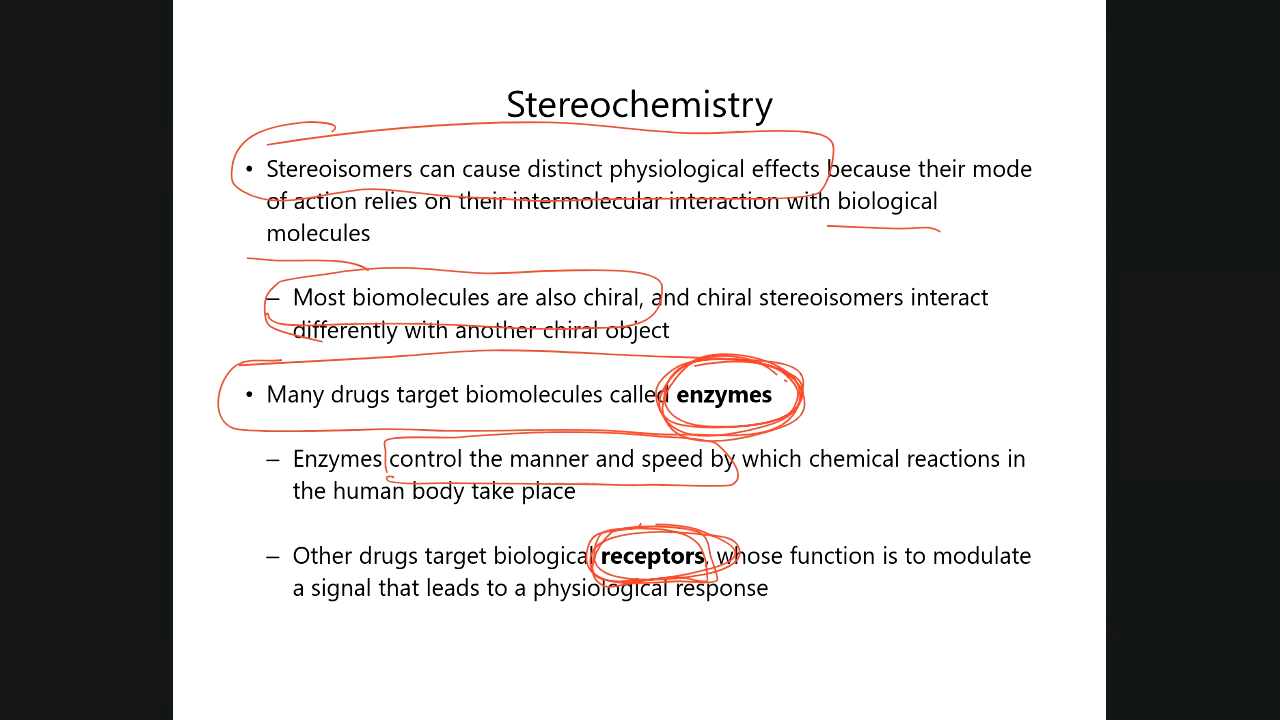 Stereochemistry
• Stereoisomers can cause distinct physiological effects because their mode
of action relies on their intermolecular interaction with biological
molecules
– Most biomolecules are also chiral, and chiral stereoisomers interact
differently with another chiral object
• Many drugs target biomolecules called enzymes
– Enzymes control the manner and speed by which chemical reactions in
the human body take place
– Other drugs target biological receptors, whose function is to modulate
a signal that leads to a physiological response